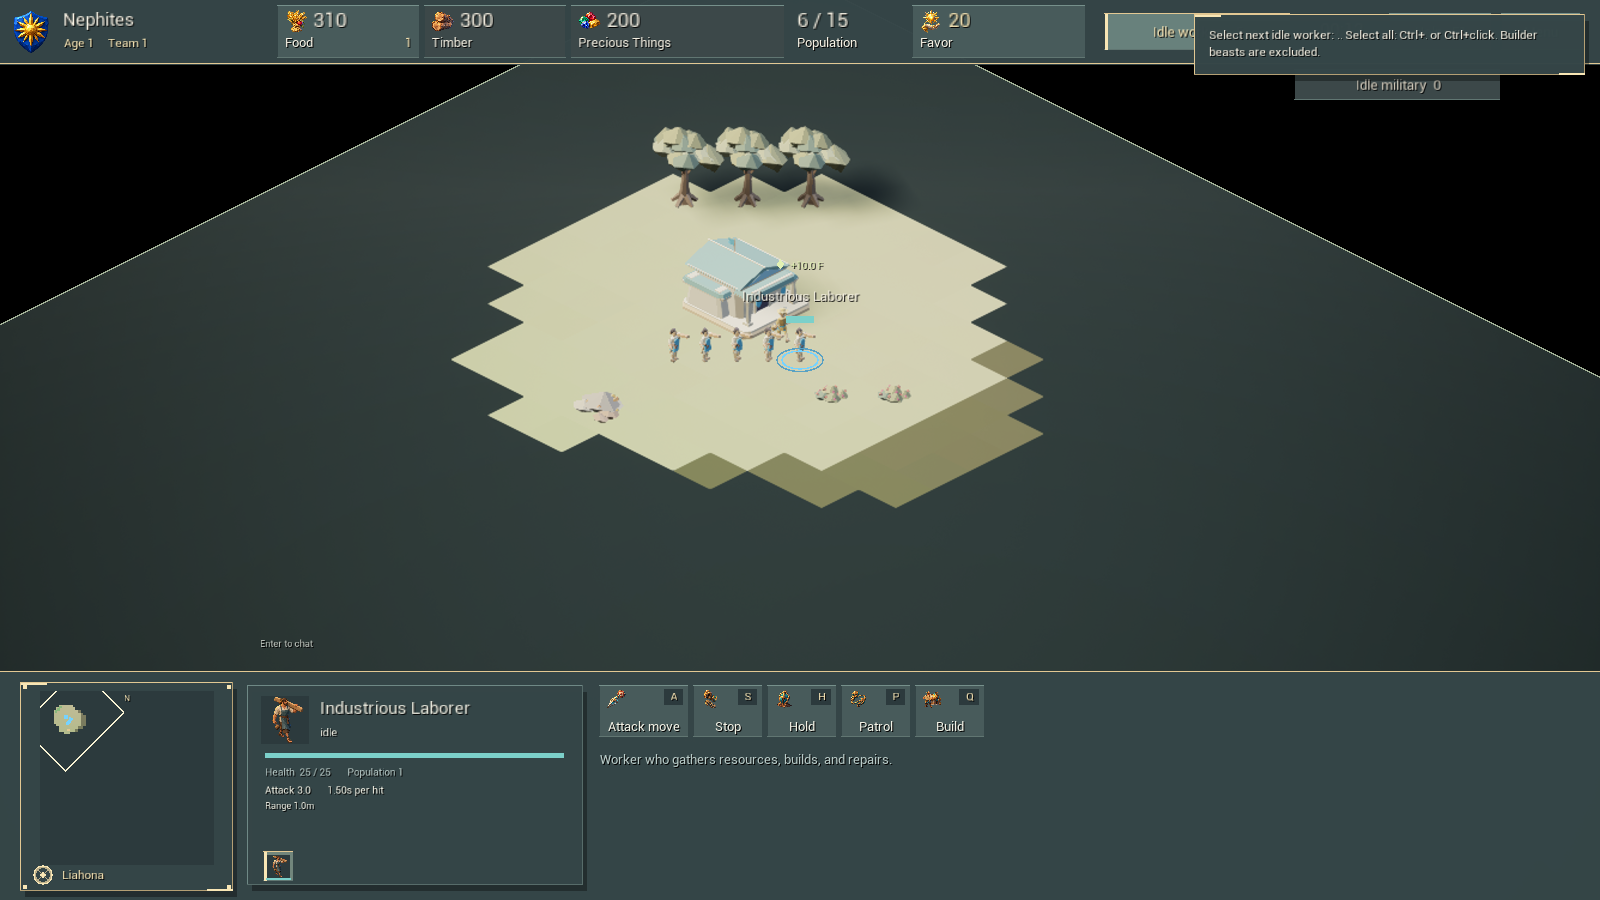 Nephites
Age 1 Team 1
310
Food 1
300
Timber
200
Precious Things
6 / 15
Population
20
Favor
Idle
Select next idle worker: .. Select all: Ctrl+. or Ctrl+click. Builder
beasts are excluded.
Idle military 0
+10.0 F
Industrious Laborer
Enter to chat
N
Liahona
Industrious Laborer
idle
Health 25 / 25 Population 1
Attack 3.0 1.50s per hit
Range 1.0m
A
Attack move
S
Stop
H
Hold
P
Patrol
Q
Build
Worker who gathers resources, builds, and repairs.